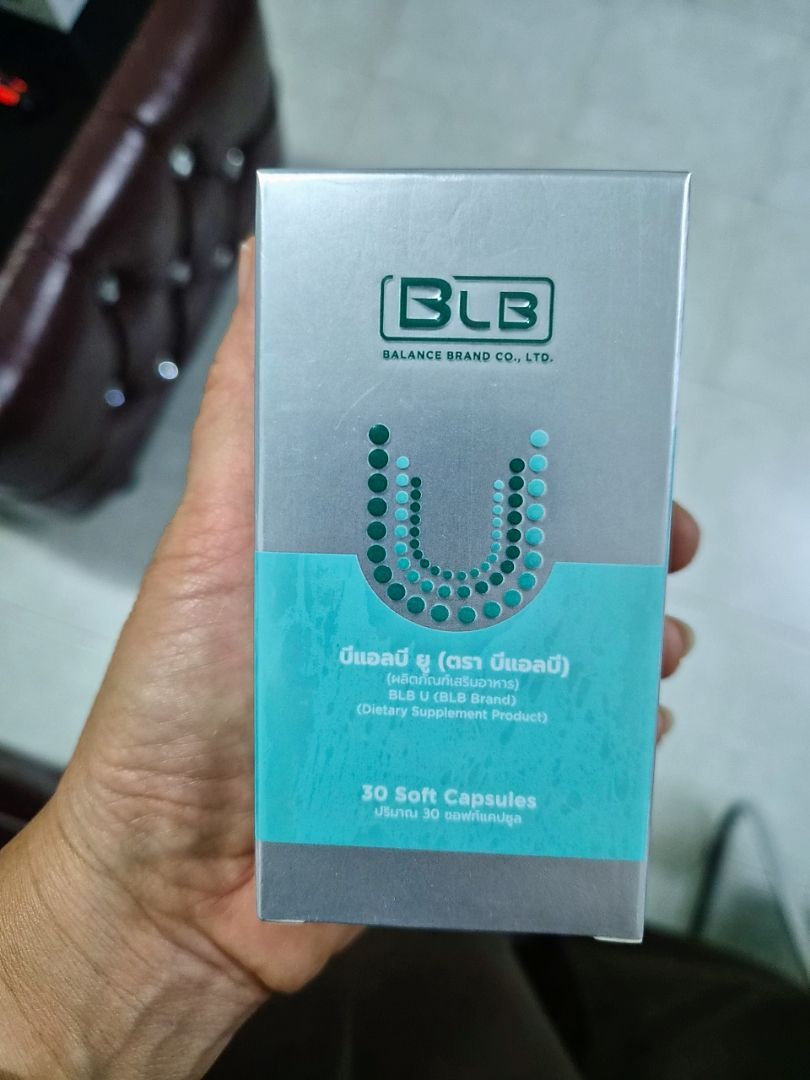 BLB
BALANCE BRAND CO., LTD.
บีแอลบี ยู (ตรา บีแอลบี)
(ผลิตภัณฑ์เสริมอาหาร)
BLB U (BLB Brand)
(Dietary Supplement Product)
30 Soft Capsules
ปริมาณ 30 ซอฟท์แคปซูล